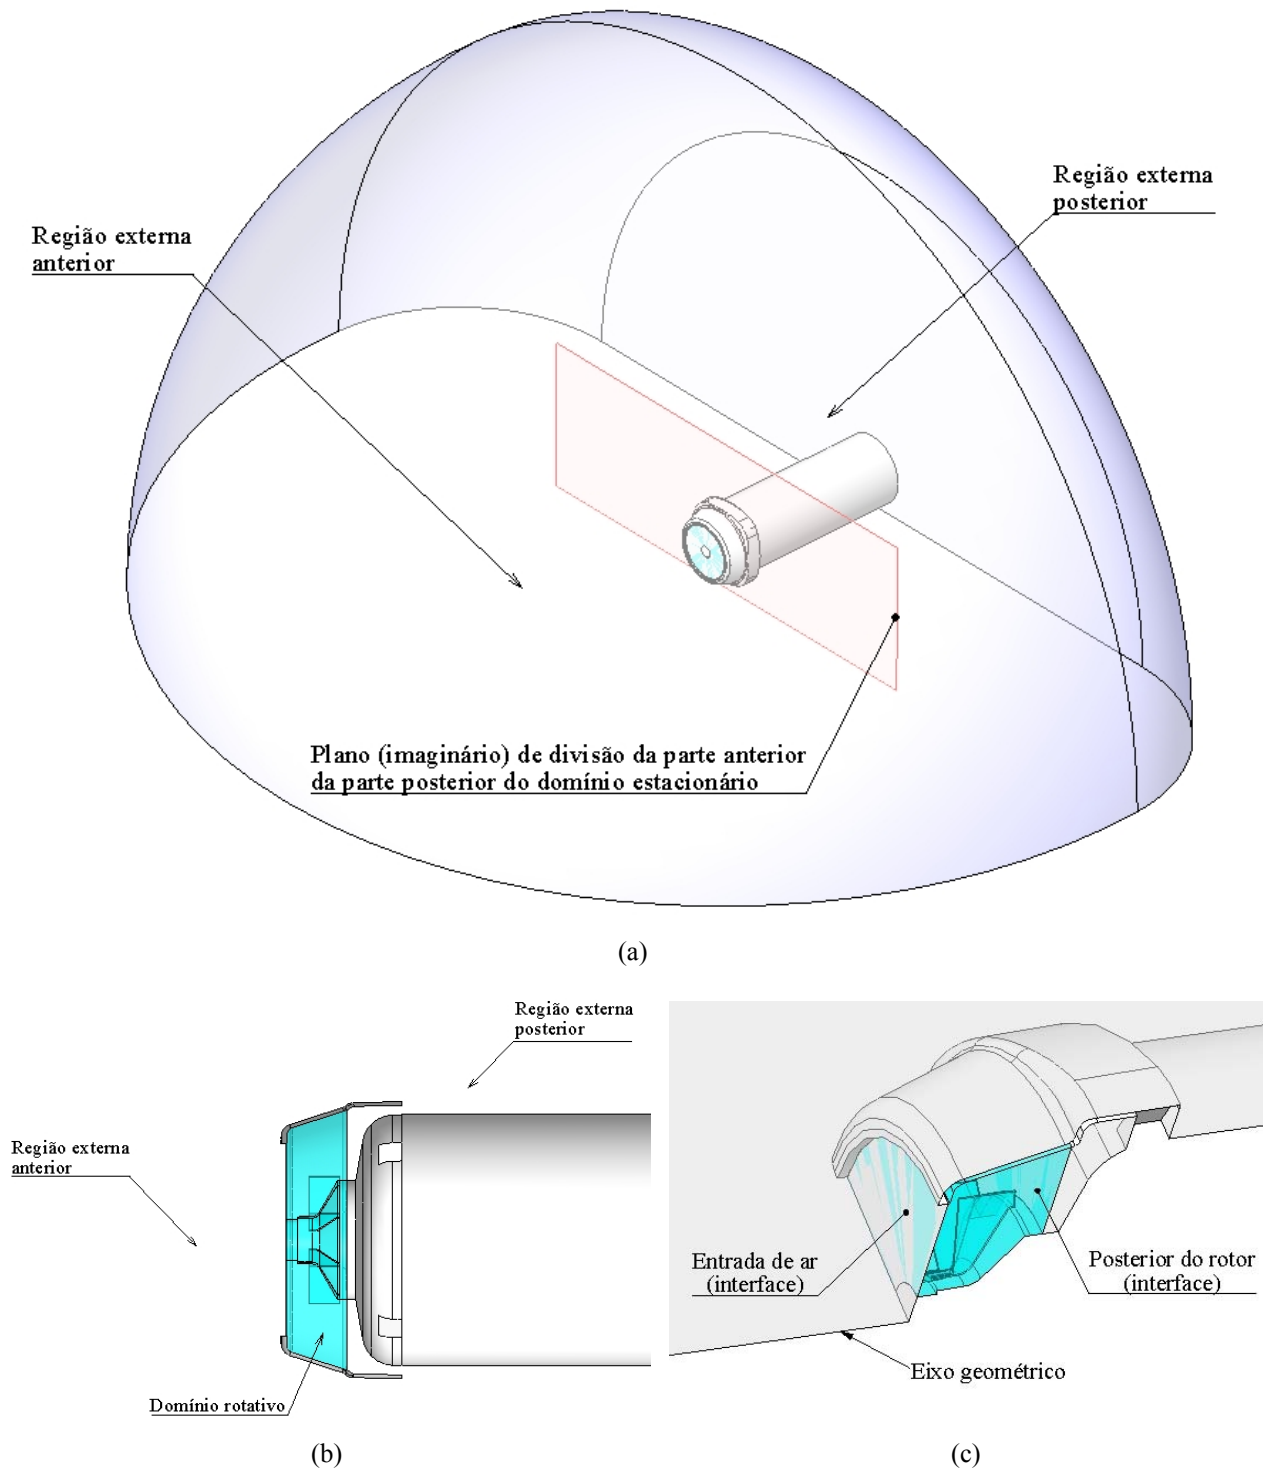 Região externa
posterior
Região externa
anterior
Plano (imaginário) de divisão da parte anterior
da parte posterior do domínio estacionário
(a)
Região externa
posterior
Região externa
anterior
Domínio rotativo
(b)
Entrada de ar
(interface)
Posterior do rotor
(interface)
Eixo geométrico
(c)